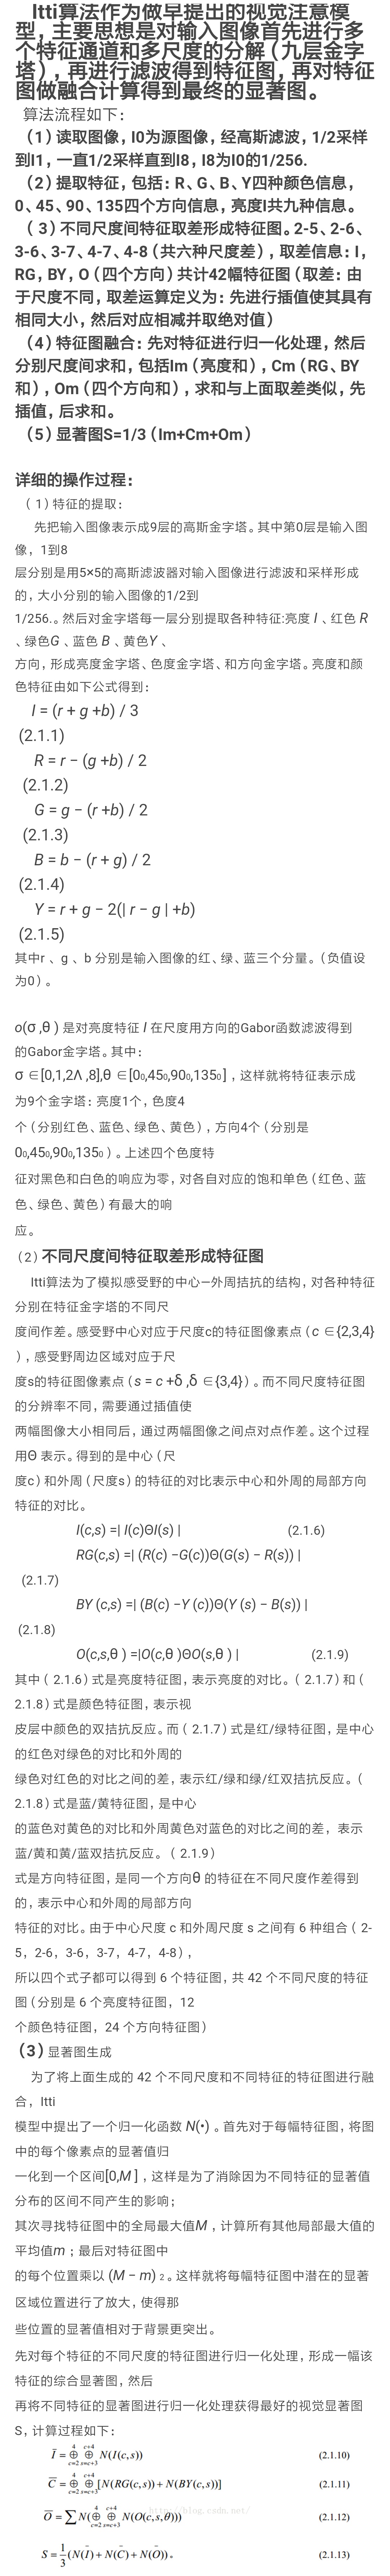 Itti算法作为做早提出的视觉注意模
型，主要思想是对输入图像首先进行多
个特征通道和多尺度的分解（九层金字
塔），再进行滤波得到特征图，再对特征
图做融合计算得到最终的显著图。
算法流程如下：
（1）读取图像，I0为源图像，经高斯滤波，1/2采样
到I1，一直1/2采样直到I8，I8为I0的1/256.
（2）提取特征，包括：R、G、B、Y四种颜色信息，
0、45、90、135四个方向信息，亮度I共九种信息。
（ 3 ）不同尺度间特征取差形成特征图。2-5、2-6、
3-6、3-7、4-7、4-8（共六种尺度差），取差信息：I，
RG，BY，O（四个方向）共计42幅特征图（取差：由
于尺度不同，取差运算定义为：先进行插值使其具有
相同大小，然后对应相减并取绝对值）
（4）特征图融合：先对特征进行归一化处理，然后
分别尺度间求和，包括Im（亮度和），Cm（RG、BY
和），Om（四个方向和），求和与上面取差类似，先
插值，后求和。
（5）显著图S=1/3（Im+Cm+Om）
详细的操作过程：
（ 1 ）特征的提取：
先把输入图像表示成9层的高斯金字塔。其中第0层是输入图
像，1到8
层分别是用5×5的高斯滤波器对输入图像进行滤波和采样形成
的，大小分别的输入图像的1/2到
1/256.。然后对金字塔每一层分别提取各种特征:亮度 I 、红色 R
、绿色G 、蓝色 B 、黄色Y 、
方向，形成亮度金字塔、色度金字塔、和方向金字塔。亮度和颜
色特征由如下公式得到：
I = (r + g +b) / 3
(2.1.1)
R = r − (g +b) / 2
(2.1.2)
G = g − (r +b) / 2
(2.1.3)
B = b − (r + g) / 2
(2.1.4)
Y = r + g − 2(| r − g | +b)
(2.1.5)
其中r 、g 、b 分别是输入图像的红、绿、蓝三个分量。（负值设
为0）。
o(σ ,θ ) 是对亮度特征 I 在尺度用方向的Gabor函数滤波得到
的Gabor金字塔。其中：
σ ∈[0,1,2Λ ,8],θ ∈[0₀,45₀,90₀,135₀] ，这样就将特征表示成
为9个金字塔：亮度1个，色度4
个（分别红色、蓝色、绿色、黄色），方向4个（分别是
0₀,45₀,90₀,135₀ ）。上述四个色度特
征对黑色和白色的响应为零，对各自对应的饱和单色（红色、蓝
色、绿色、黄色）有最大的响
应。
（2）不同尺度间特征取差形成特征图
Itti算法为了模拟感受野的中心—外周拮抗的结构，对各种特征
分别在特征金字塔的不同尺
度间作差。感受野中心对应于尺度c的特征图像素点（c ∈{2,3,4}
），感受野周边区域对应于尺
度s的特征图像素点（s = c +δ ,δ ∈{3,4}）。而不同尺度特征图
的分辨率不同，需要通过插值使
两幅图像大小相同后，通过两幅图像之间点对点作差。这个过程
用Θ 表示。得到的是中心（尺
度c）和外周（尺度s）的特征的对比表示中心和外周的局部方向
特征的对比。
I(c,s) =| I(c)ΘI(s) | (2.1.6)
RG(c,s) =| (R(c) −G(c))Θ(G(s) − R(s)) |
(2.1.7)
BY (c,s) =| (B(c) −Y (c))Θ(Y (s) − B(s)) |
(2.1.8)
O(c,s,θ ) =|O(c,θ )ΘO(s,θ ) | (2.1.9)
其中（ 2.1.6）式是亮度特征图，表示亮度的对比。（ 2.1.7）和（
2.1.8）式是颜色特征图，表示视
皮层中颜色的双拮抗反应。而（ 2.1.7）式是红/绿特征图，是中心
的红色对绿色的对比和外周的
绿色对红色的对比之间的差，表示红/绿和绿/红双拮抗反应。（
2.1.8）式是蓝/黄特征图，是中心
的蓝色对黄色的对比和外周黄色对蓝色的对比之间的差，表示
蓝/黄和黄/蓝双拮抗反应。（ 2.1.9）
式是方向特征图，是同一个方向θ 的特征在不同尺度作差得到
的，表示中心和外周的局部方向
特征的对比。由于中心尺度 c 和外周尺度 s 之间有 6 种组合（ 2-
5，2-6，3-6，3-7，4-7，4-8），
所以四个式子都可以得到 6 个特征图，共 42 个不同尺度的特征
图（分别是 6 个亮度特征图，12
个颜色特征图，24 个方向特征图）
（3）显著图生成
为了将上面生成的 42 个不同尺度和不同特征的特征图进行融
合，Itti
模型中提出了一个归一化函数 N(•) 。首先对于每幅特征图，将图
中的每个像素点的显著值归
一化到一个区间[0,M ] ，这样是为了消除因为不同特征的显著值
分布的区间不同产生的影响；
其次寻找特征图中的全局最大值M ，计算所有其他局部最大值的
平均值m ；最后对特征图中
的每个位置乘以 (M − m) ₂ 。这样就将每幅特征图中潜在的显著
区域位置进行了放大，使得那
些位置的显著值相对于背景更突出。
先对每个特征的不同尺度的特征图进行归一化处理，形成一幅该
特征的综合显著图，然后
再将不同特征的显著图进行归一化处理获得最好的视觉显著图
S，计算过程如下：
Ī = ⊕_{c=2}^{4} ⊕_{s=c+3}^{c+4} N(I(c,s)) (2.1.10)
C̄ = ⊕_{c=2}^{4} ⊕_{s=c+3}^{c+4} [N(RG(c,s)) + N(BY(c,s))] (2.1.11)
Ō = ∑ N(⊕_{c=2}^{4} ⊕_{s=c+3}^{c+4} N(O(c,s,θ))) (2.1.12)
S = 1/3 (N(Ī) + N(C̄) + N(Ō))。 (2.1.13)
http://blog.csdn.net/